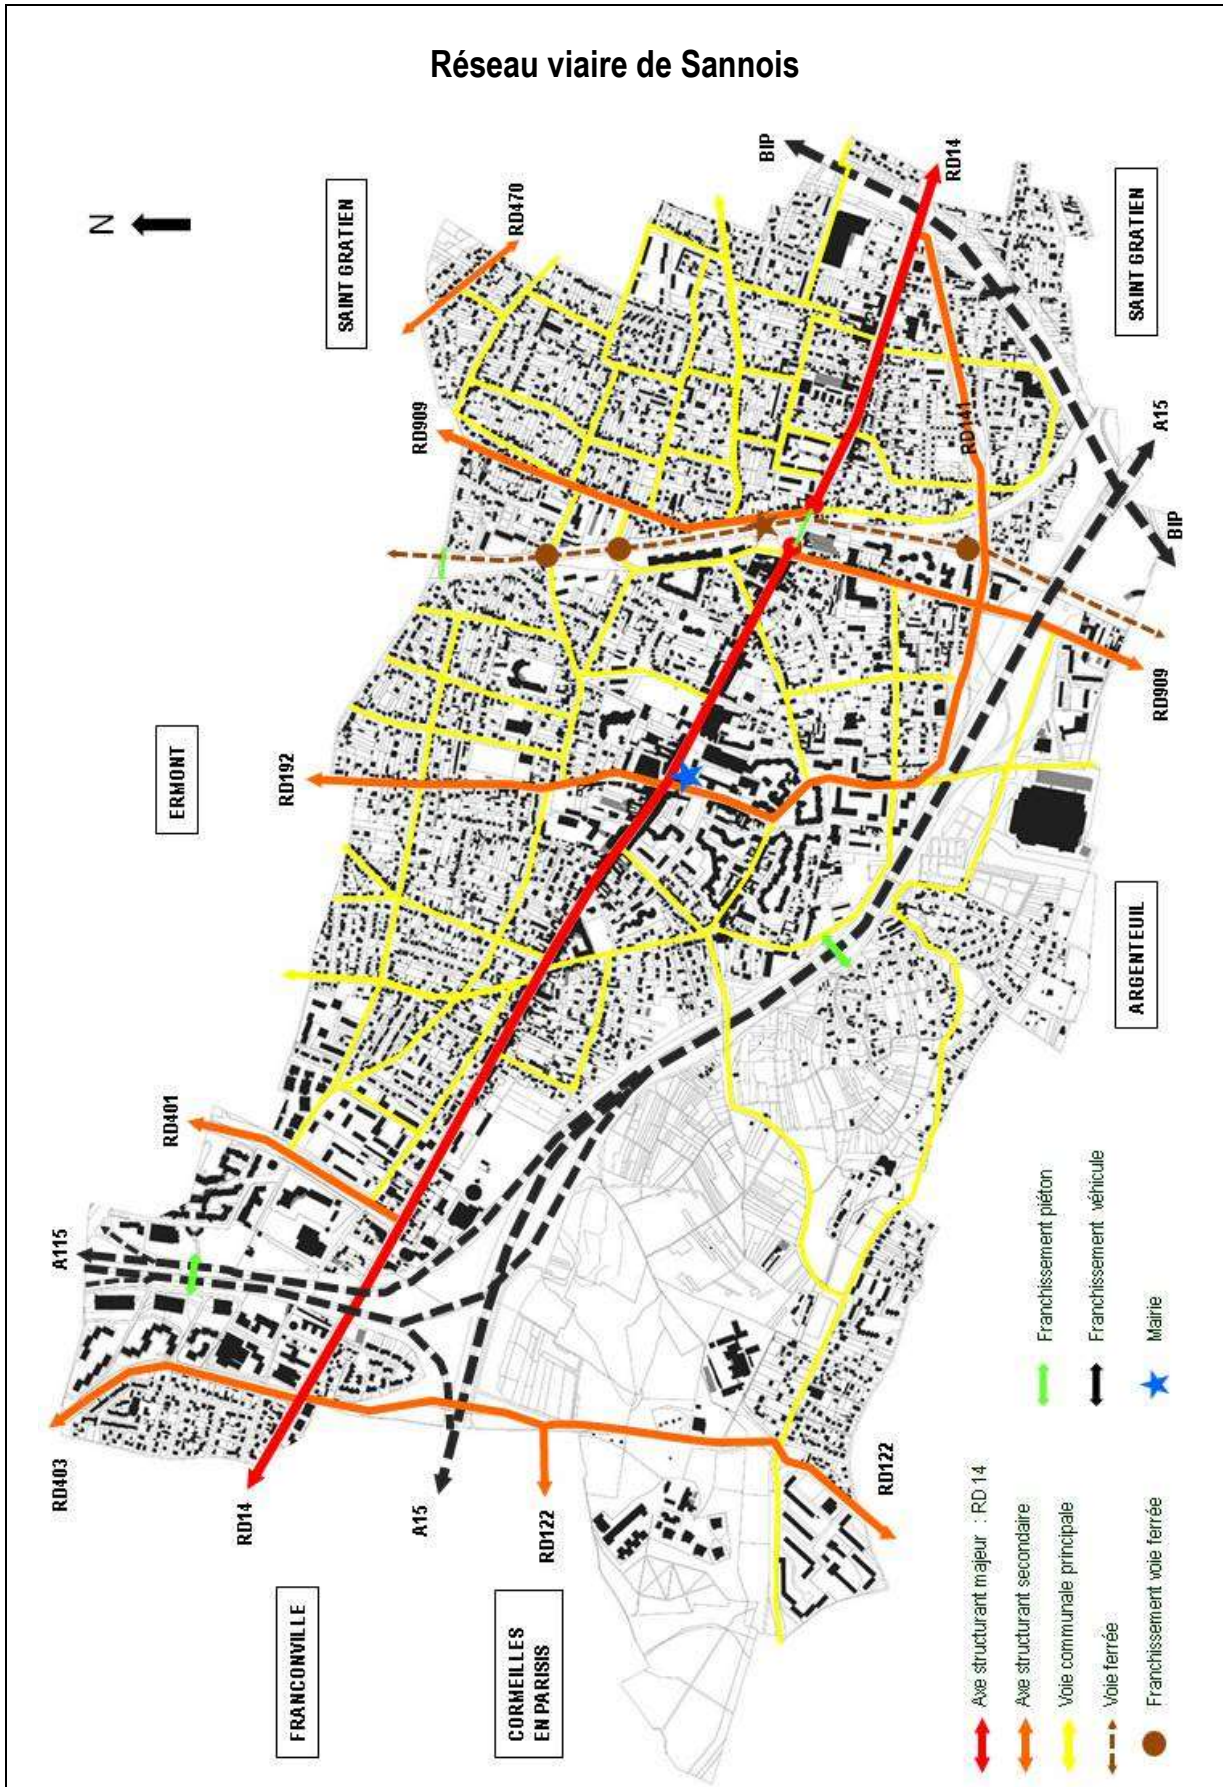 Réseau viaire de Sannois
N
SAINT GRATIEN
RD470
BIP
RD14
SAINT GRATIEN
RD909
RD141
A15
BIP
RD909
ERMONT
RD192
ARGENTEUIL
RD401
A115
RD403
RD14
A15
RD122
RD122
FRANCONVILLE
CORMEILLES
EN PARISIS
Axe structurant majeur : RD 14
Axe structurant secondaire
Voie communale principale
Voie ferrée
Franchissement voie ferrée
Franchissement piéton
Franchissement véhicule
Mairie